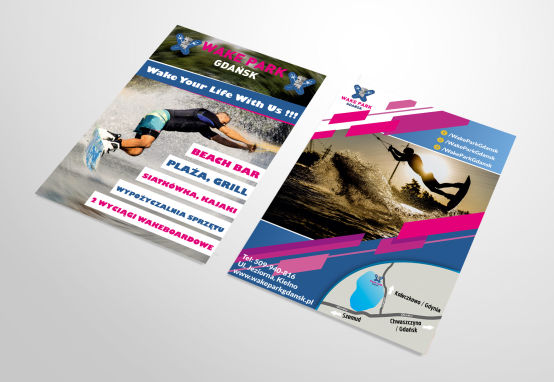 WAKE PARK
GDAŃSK
Wake Your Life With Us !!!
BEACH BAR
PLAŻA, GRILL
SIATKÓWKA, KAJAKI
WYPOŻYCZALNIA SPRZĘTU
2 WYCIĄGI WAKEBOARDOWE
WAKE PARK
GDAŃSK
/WakeParkGdansk
/WakeParkGdansk
/WakeParkGdansk
Tel: 509-940-816
Ul. Jeziorna, Kielno
www.wakeparkgdansk.pl
Koleczkowo / Gdynia
Szemud
Chwaszczyno
/ Gdańsk